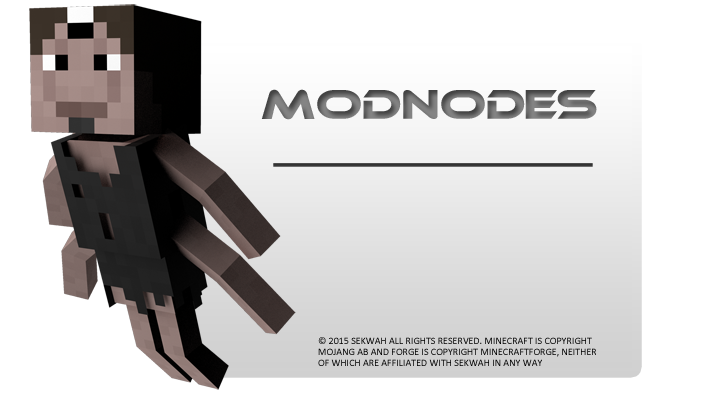 MODNODES
© 2015 SEKWAH ALL RIGHTS RESERVED. MINECRAFT IS COPYRIGHT
MOJANG AB AND FORGE IS COPYRIGHT MINECRAFTFORGE, NEITHER
OF WHICH ARE AFFILIATED WITH SEKWAH IN ANY WAY